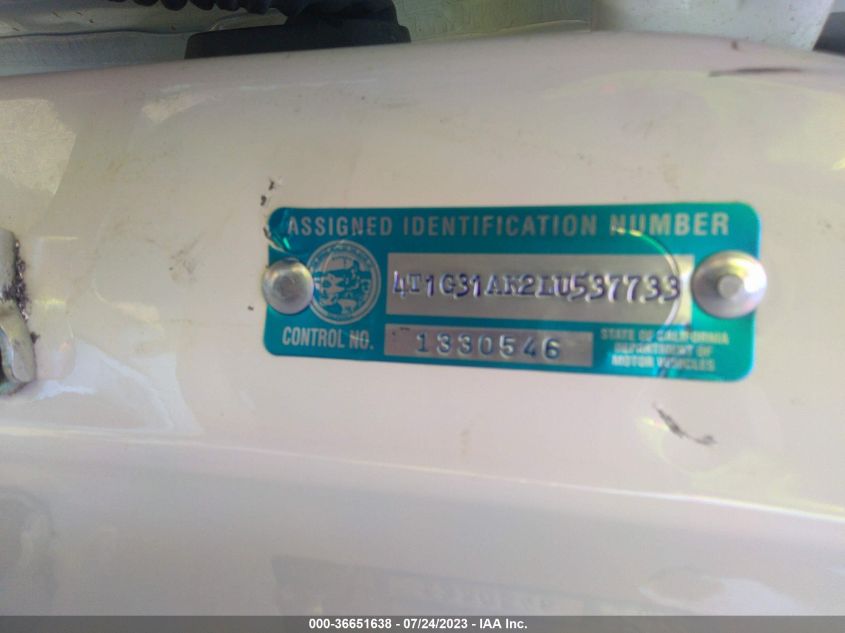 ASSIGNED IDENTIFICATION NUMBER
4T1G31AK2LU537733
CONTROL NO.
1330546
STATE OF CALIFORNIA
DEPARTMENT OF
MOTOR VEHICLES
000-36651638 - 07/24/2023 - IAA Inc.